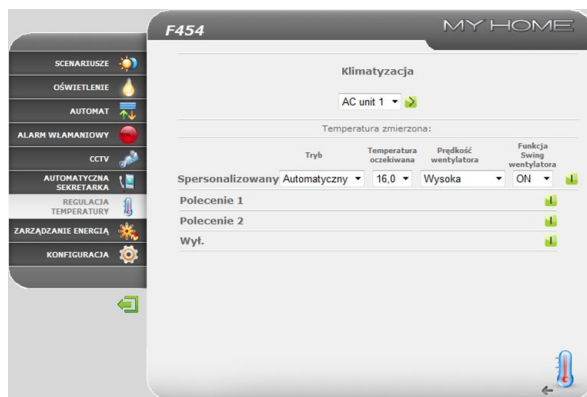 F454
MY HOME
SCENARIUSZE
OŚWIETLENIE
AUTOMAT
ALARM WŁAMANIOWY
CCTV
AUTOMATYCZNA
SEKRETARKA
REGULACJA
TEMPERATURY
ZARZĄDZANIE ENERGIĄ
KONFIGURACJA
Klimatyzacja
AC unit 1
Temperatura zmierzona:
Tryb
Temperatura
oczekiwana
Prędkość
wentylatora
Funkcja
Swing
wentylatora
Spersonalizowany Automatyczny 16,0 Wysoka ON
Polecenie 1
Polecenie 2
Wył.